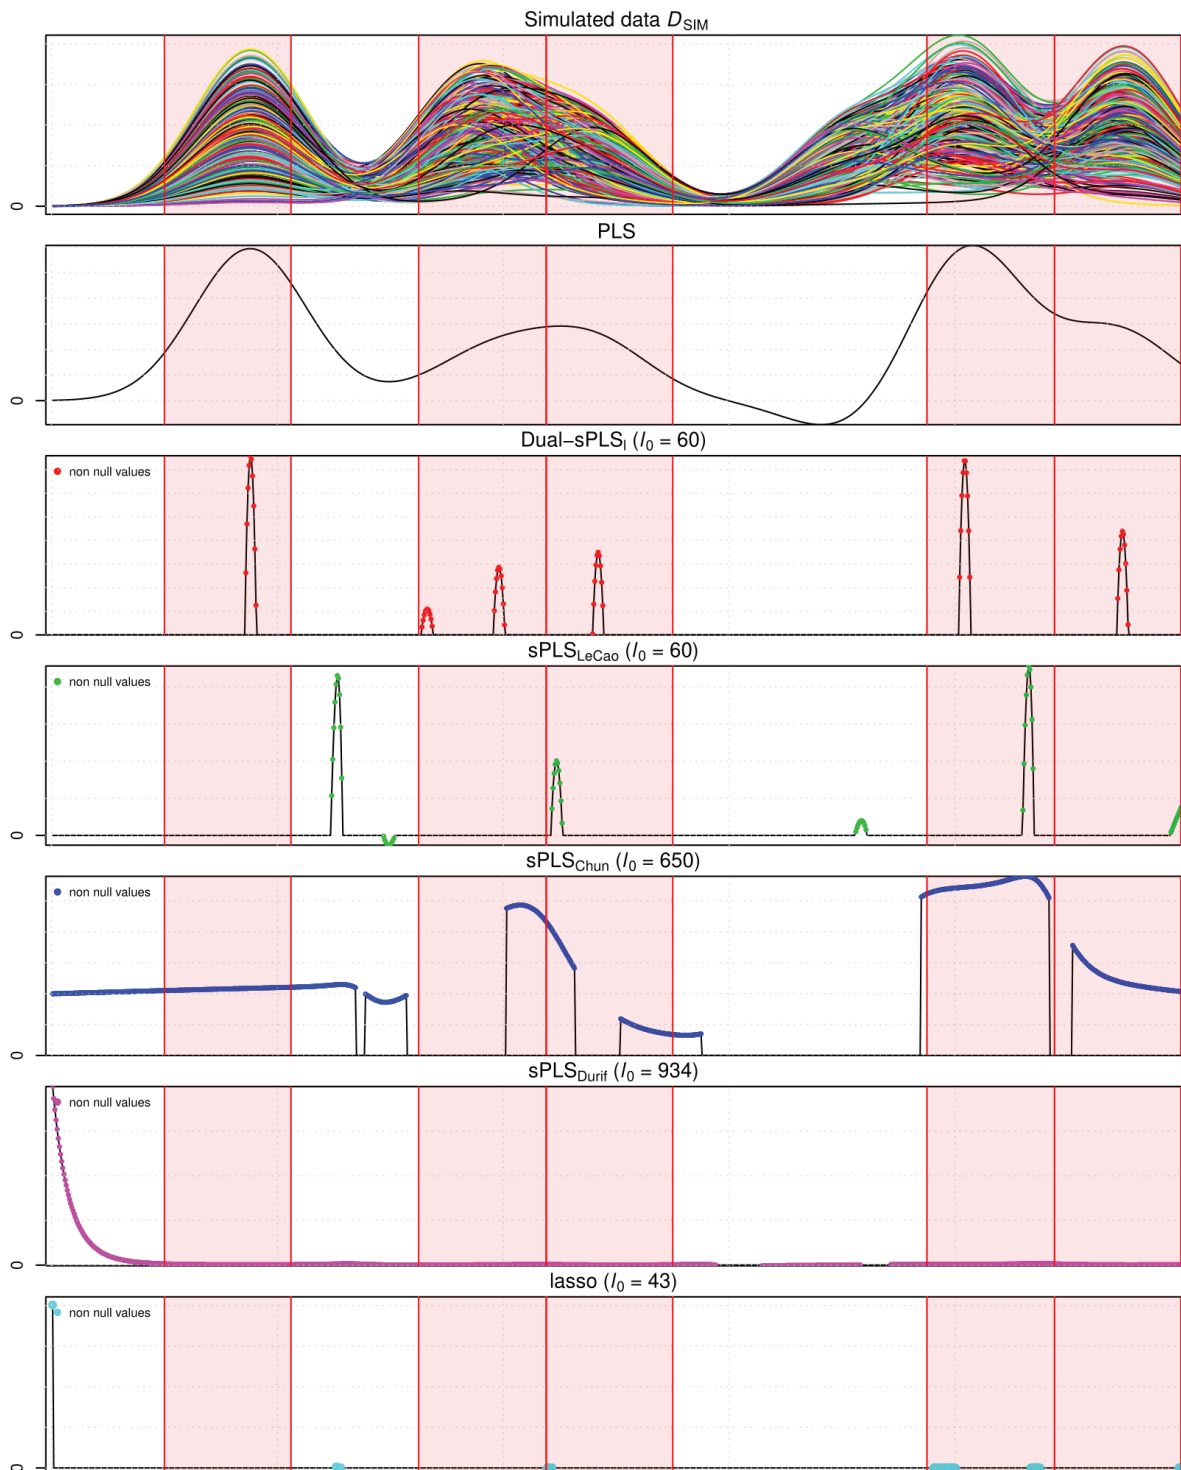 Simulated data D_SIM
0
PLS
0
Dual−sPLS_l (l_0 = 60)
non null values
0
sPLS_LeCao (l_0 = 60)
non null values
0
sPLS_Chun (l_0 = 650)
non null values
0
sPLS_Durif (l_0 = 934)
non null values
0
lasso (l_0 = 43)
non null values
0